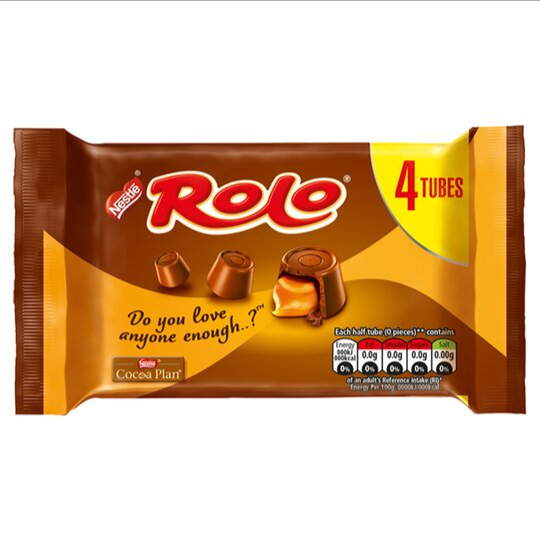 Nestlé
Rolo®
4 TUBES
Do you love
anyone enough..?™
Nestlé
Cocoa Plan®
Each half tube (0 pieces)** contains
Energy
000kJ
000kcal
0%
Fat
0.0g
0%
Saturates
0.0g
0%
Sugars
0.0g
0%
Salt
0.00g
0%
of an adult's Reference Intake (RI)*
Energy Per 100g: 0000kJ/000kcal